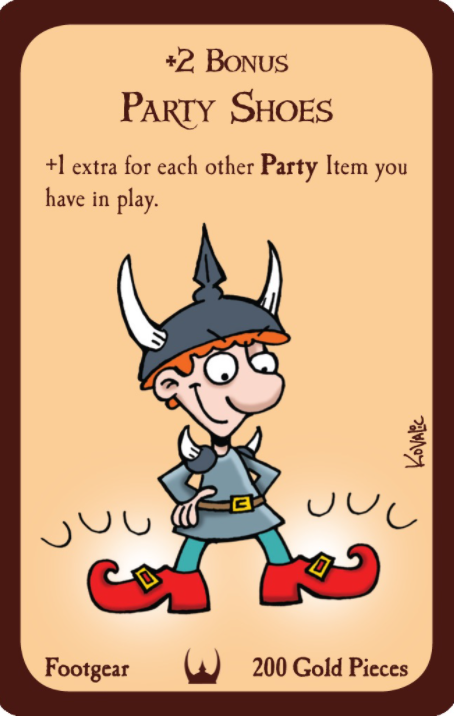 +2 Bonus
Party Shoes
+1 extra for each other Party Item you
have in play.
Kovalic
Footgear
200 Gold Pieces